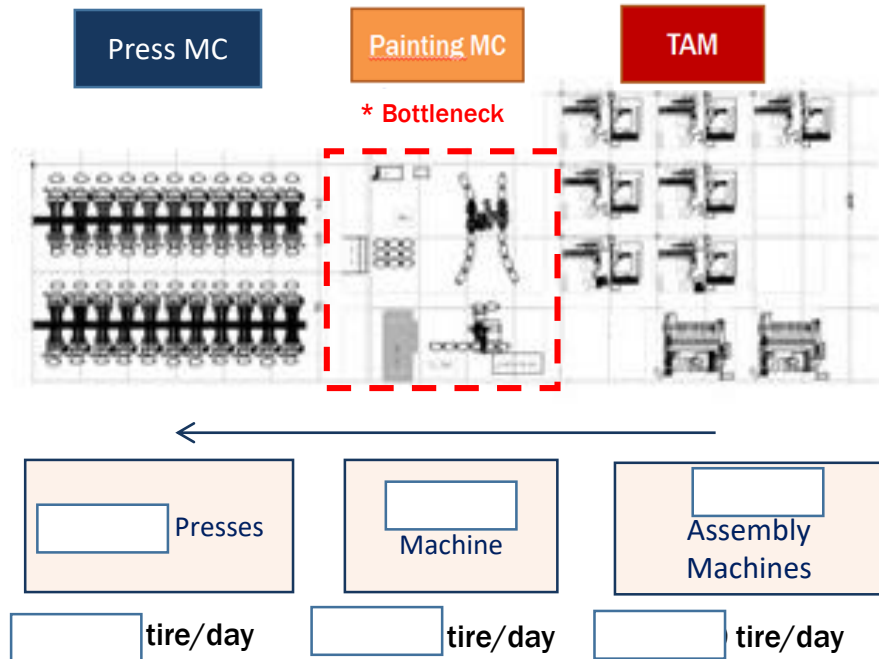 Press MC
Painting MC
TAM
* Bottleneck
Presses
Machine
Assembly
Machines
tire/day
tire/day
tire/day